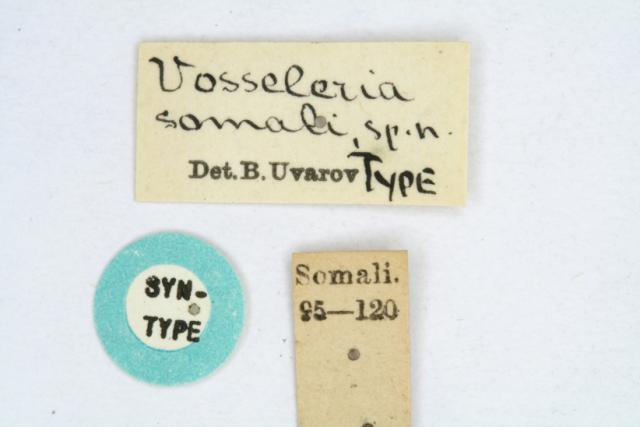 Vosseleria
somali, sp.n.
Det. B. Uvarov TYPE
SYN-
TYPE
Somali.
95—120